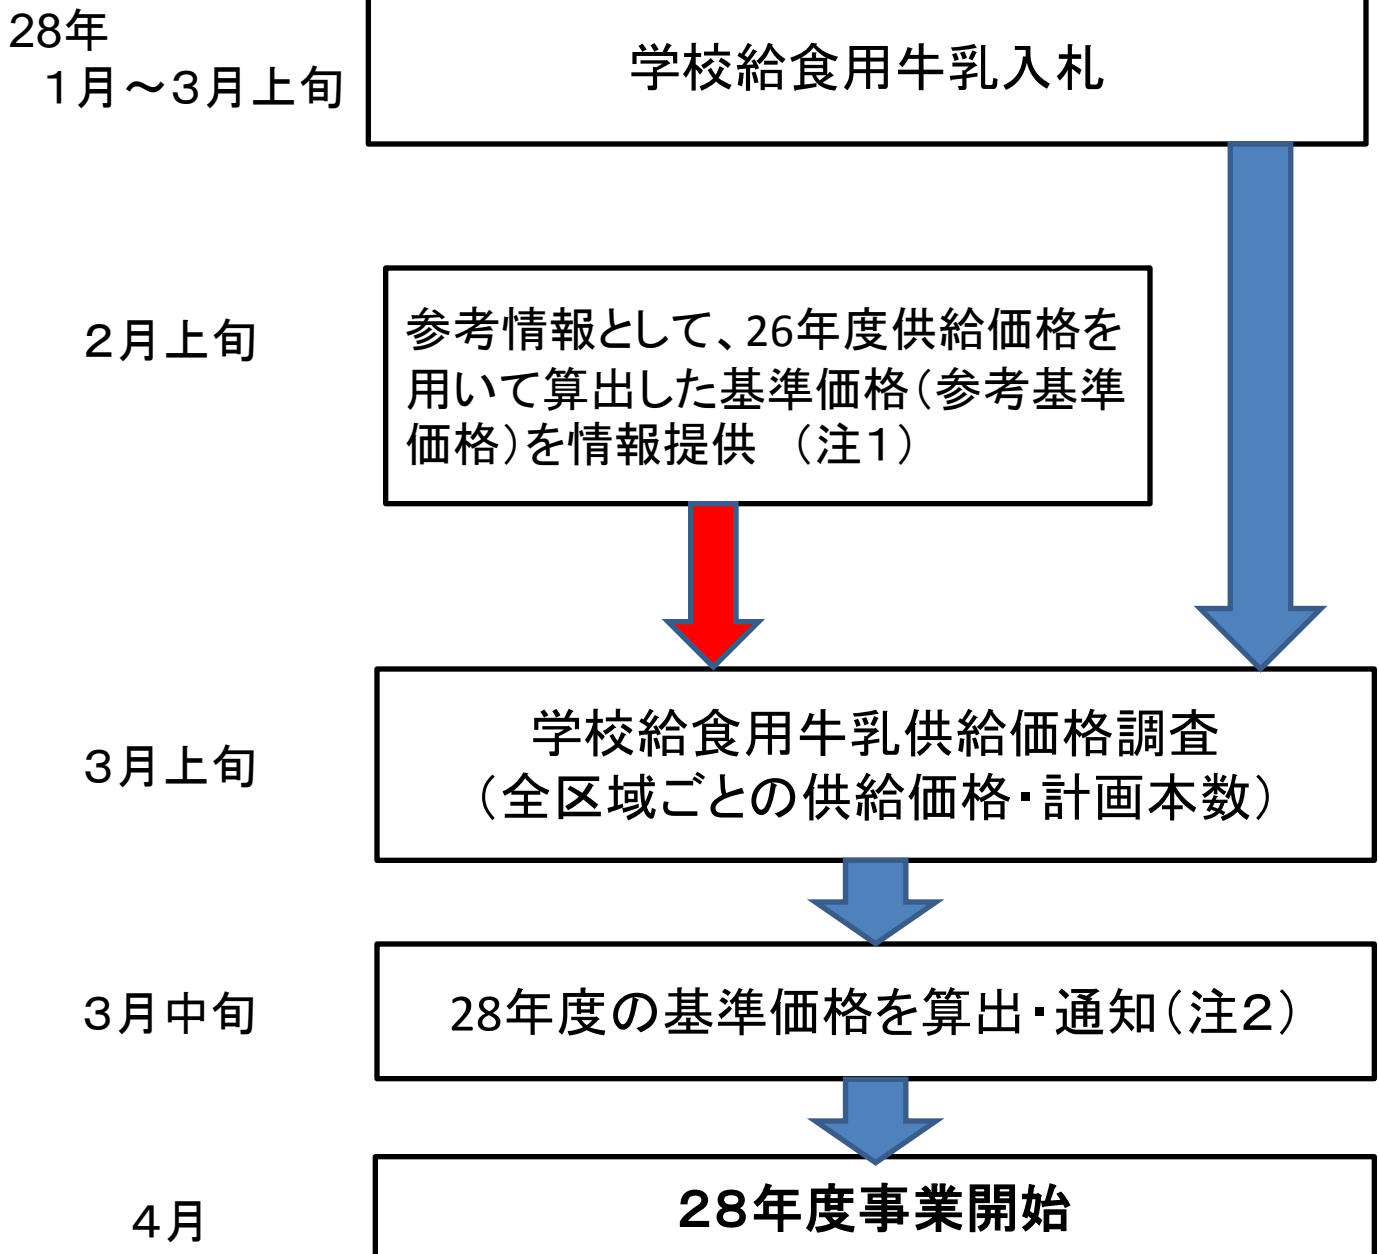 28年
1月～3月上旬
学校給食用牛乳入札
2月上旬
参考情報として、26年度供給価格を
用いて算出した基準価格（参考基準
価格）を情報提供　（注1）
3月上旬
学校給食用牛乳供給価格調査
（全区域ごとの供給価格・計画本数）
3月中旬
28年度の基準価格を算出・通知（注2）
4月
28年度事業開始